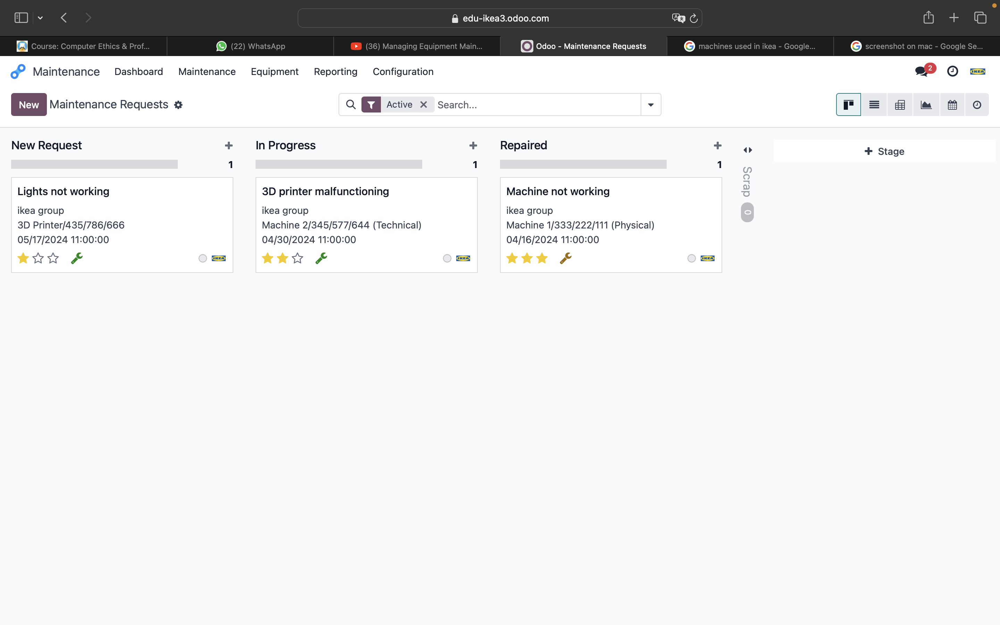 edu-ikea3.odoo.com
Course: Computer Ethics & Prof...
(22) WhatsApp
(36) Managing Equipment Main...
Odoo - Maintenance Requests
machines used in ikea - Google...
screenshot on mac - Google Se...
Maintenance
Dashboard
Maintenance
Equipment
Reporting
Configuration
2
IKEA
New
Maintenance Requests
Active
Search...
New Request
1
Lights not working
ikea group
3D Printer/435/786/666
05/17/2024 11:00:00
IKEA
In Progress
1
3D printer malfunctioning
ikea group
Machine 2/345/577/644 (Technical)
04/30/2024 11:00:00
IKEA
Repaired
1
Machine not working
ikea group
Machine 1/333/222/111 (Physical)
04/16/2024 11:00:00
IKEA
Scrap
0
Stage